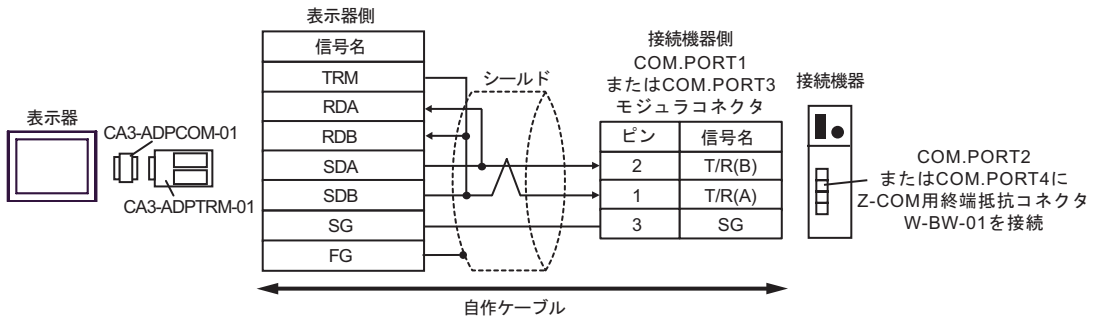 表示器側
信号名
TRM
RDA
RDB
SDA
SDB
SG
FG
シールド
接続機器側
COM.PORT1
またはCOM.PORT3
モジュラコネクタ
ピン 信号名
2 T/R(B)
1 T/R(A)
3 SG
接続機器
表示器
CA3-ADPCOM-01
CA3-ADPTRM-01
COM.PORT2
またはCOM.PORT4に
Z-COM用終端抵抗コネクタ
W-BW-01を接続
自作ケーブル